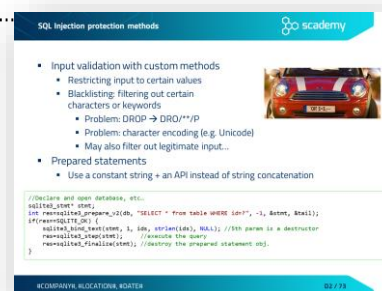 SQL Injection protection methods
scademy
Input validation with custom methods
Restricting input to certain values
Blacklisting: filtering out certain
characters or keywords
Problem: DROP → DRO/**/P
Problem: character encoding (e.g. Unicode)
May also filter out legitimate input...
Prepared statements
Use a constant string + an API instead of string concatenation
//Declare and open database, etc…
sqlite3_stmt* stmt;
int res=sqlite3_prepare_v2(db, "SELECT * from table WHERE id=?", -1, &stmt, &tail);
if(res==SQLITE_OK) {
sqlite3_bind_text(stmt, 1, ids, strlen(ids), NULL); //5th param is a destructor
res=sqlite3_step(stmt); //execute the query
res=sqlite3_finalize(stmt); //destroy the prepared statement obj.
}
#COMPANY#, #LOCATION#, #DATE#
D2 / 73